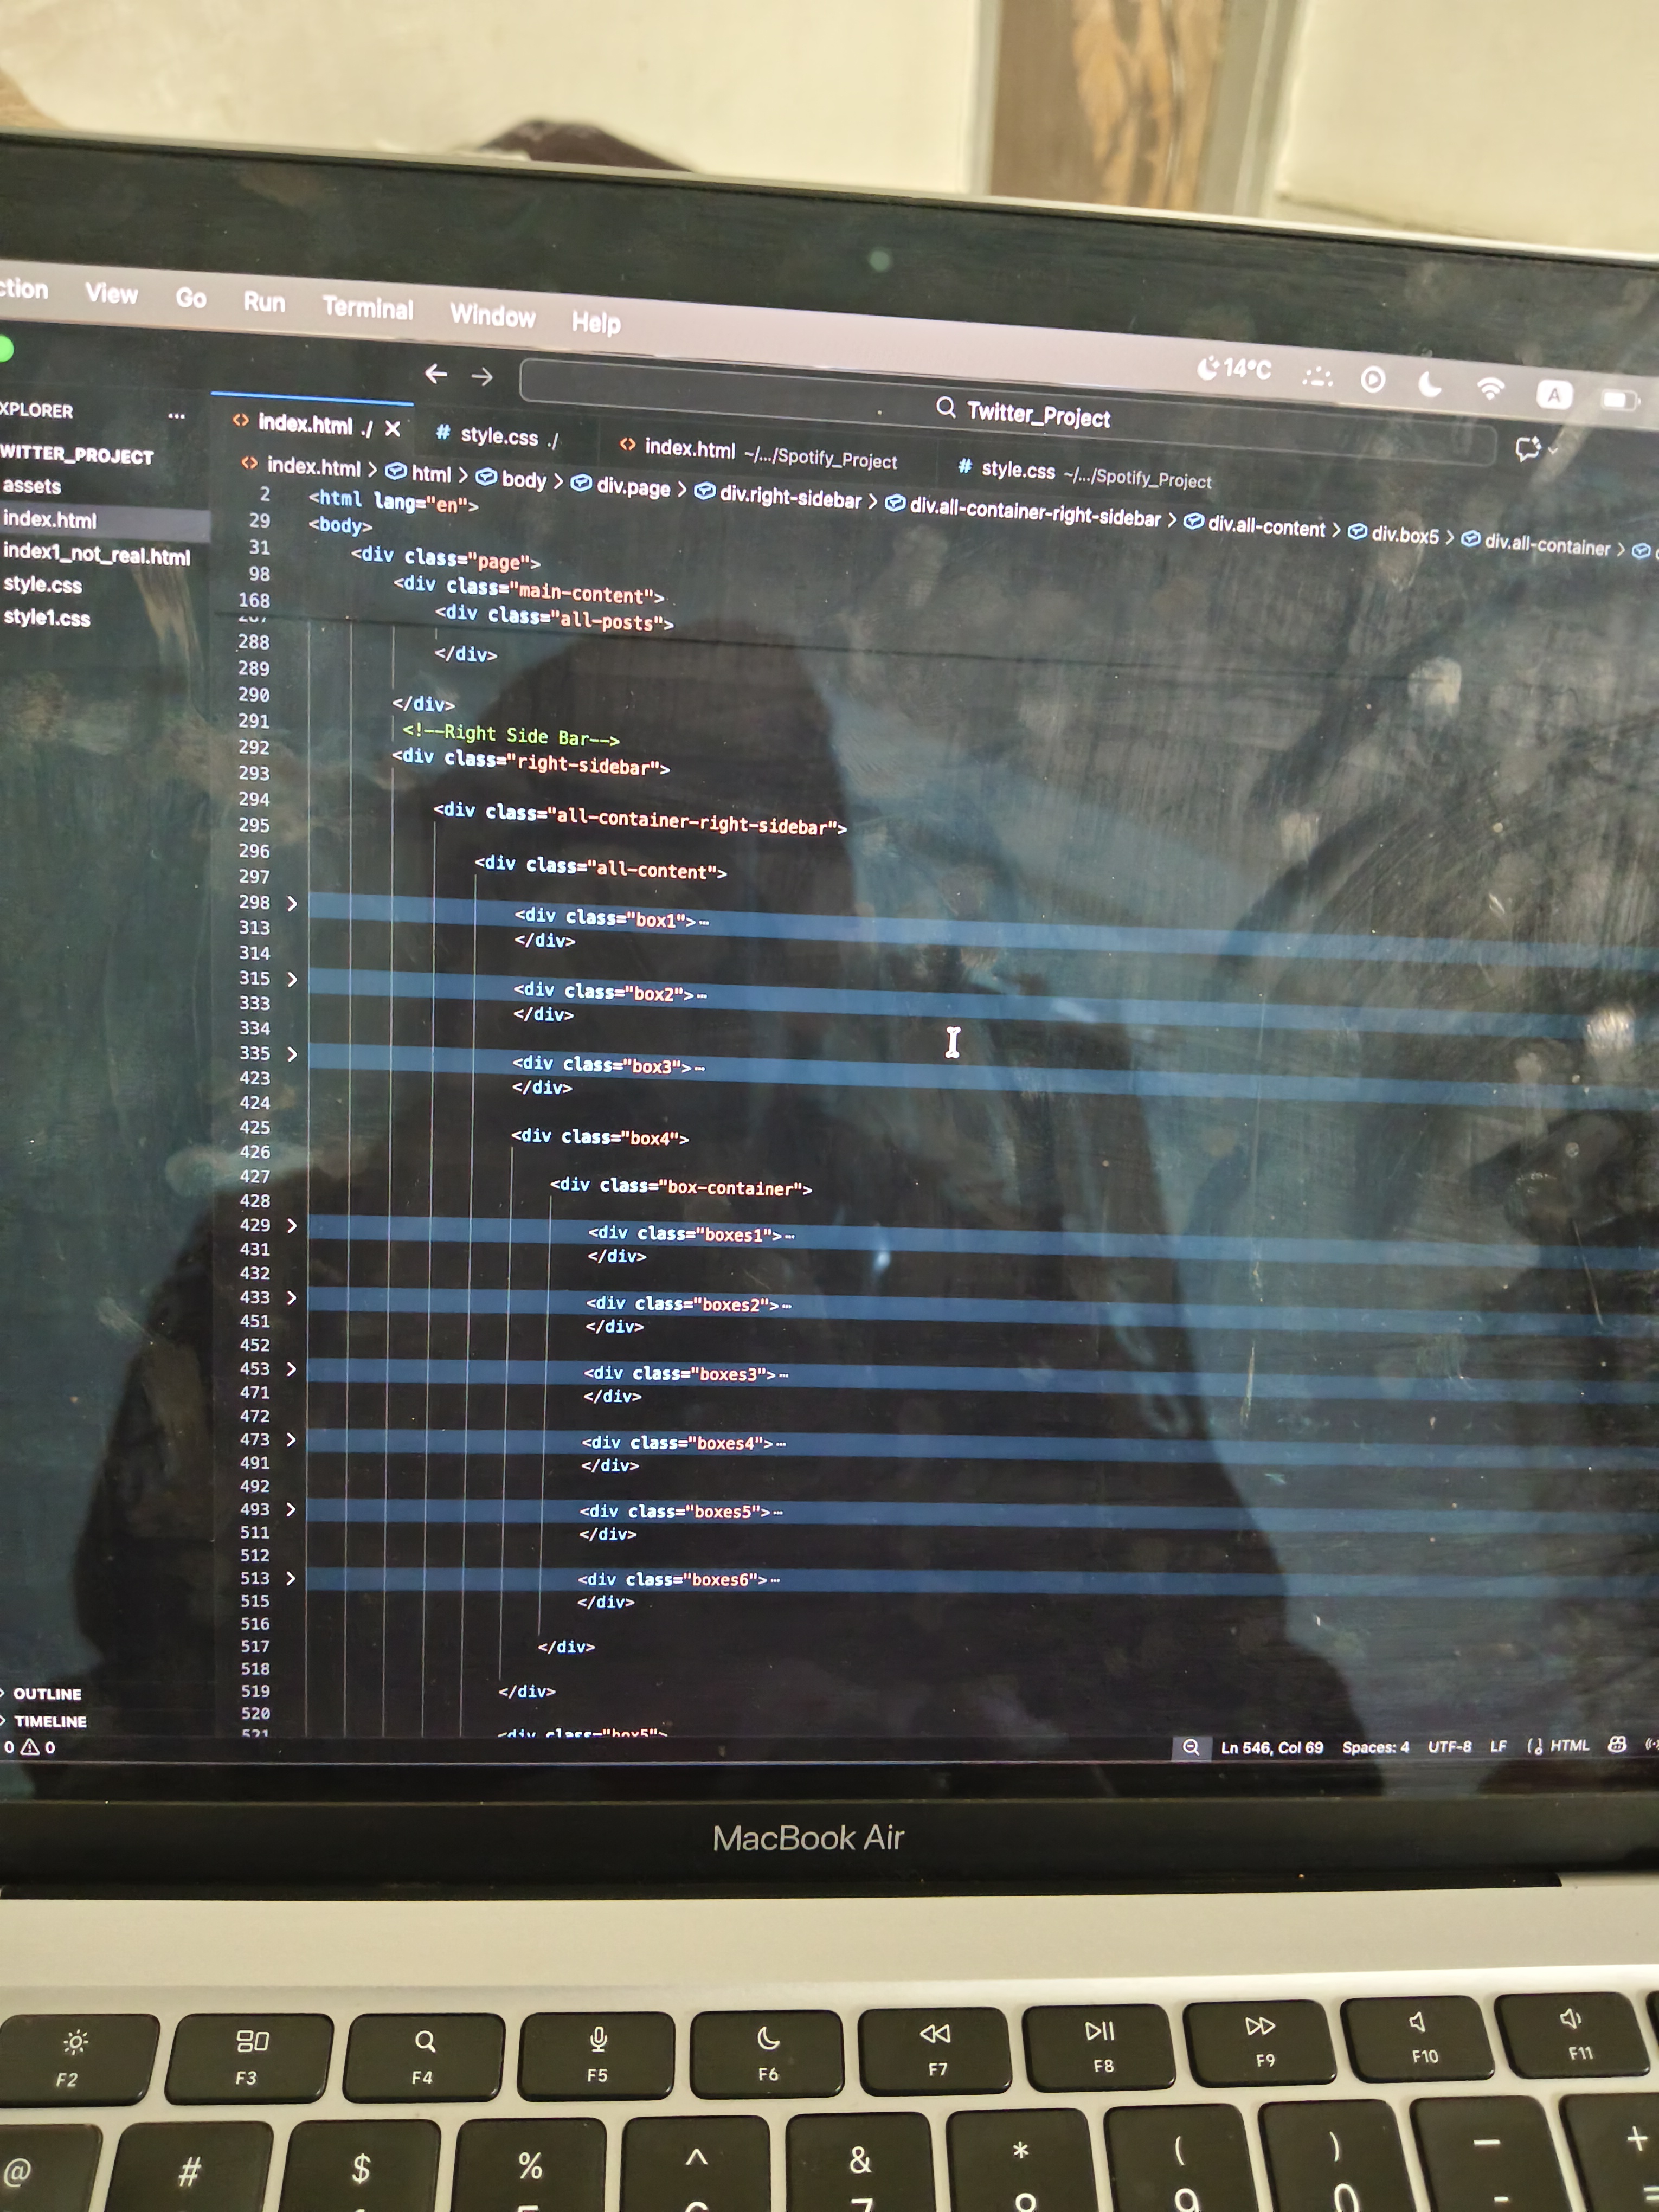 View Go Run Terminal Window Help
14°C
A
Twitter_Project
index.html ./
# style.css ./
index.html ~/.../Spotify_Project
# style.css ~/.../Spotify_Project
index.html > html > body > div.page > div.right-sidebar > div.all-container-right-sidebar > div.all-content > div.box5 > div.all-container >
XPLORER ...
WITTER_PROJECT
assets
index.html
index1_not_real.html
style.css
style1.css
2 <html lang="en">
29 <body>
31 <div class="page">
98 <div class="main-content">
168 <div class="all-posts">
288 </div>
289
290 </div>
291 <!--Right Side Bar-->
292 <div class="right-sidebar">
293
294 <div class="all-container-right-sidebar">
295
296 <div class="all-content">
297
298 <div class="box1">…
313 </div>
314
315 <div class="box2">…
333 </div>
334
335 <div class="box3">…
423 </div>
424
425 <div class="box4">
426
427 <div class="box-container">
428
429 <div class="boxes1">…
431 </div>
432
433 <div class="boxes2">…
451 </div>
452
453 <div class="boxes3">…
471 </div>
472
473 <div class="boxes4">…
491 </div>
492
493 <div class="boxes5">…
511 </div>
512
513 <div class="boxes6">…
515 </div>
516
517 </div>
518
519 </div>
520
521 <div class="box5">
OUTLINE
TIMELINE
0 0
Ln 546, Col 69 Spaces: 4 UTF-8 LF HTML
MacBook Air
F2 F3 F4 F5 F6 F7 F8 F9 F10 F11
@ # $ % ^ & * ( ) — +